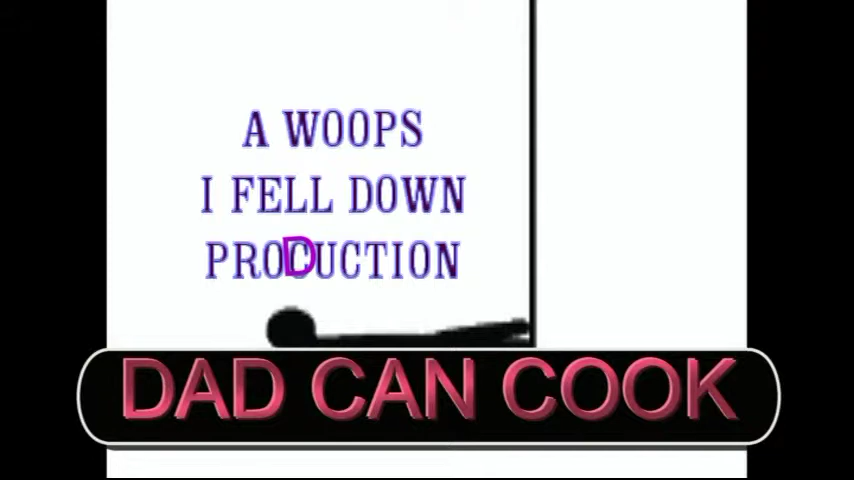 A WOOPS
I FELL DOWN
PRODUCTION
DAD CAN COOK